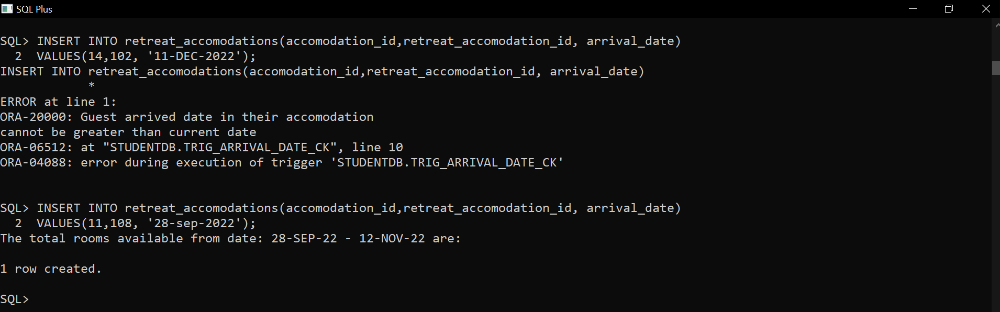 SQL Plus
SQL> INSERT INTO retreat_accomodations(accomodation_id,retreat_accomodation_id, arrival_date)
  2  VALUES(14,102, '11-DEC-2022');
INSERT INTO retreat_accomodations(accomodation_id,retreat_accomodation_id, arrival_date)
            *
ERROR at line 1:
ORA-20000: Guest arrived date in their accomodation
cannot be greater than current date
ORA-06512: at "STUDENTDB.TRIG_ARRIVAL_DATE_CK", line 10
ORA-04088: error during execution of trigger 'STUDENTDB.TRIG_ARRIVAL_DATE_CK'
SQL> INSERT INTO retreat_accomodations(accomodation_id,retreat_accomodation_id, arrival_date)
  2  VALUES(11,108, '28-sep-2022');
The total rooms available from date: 28-SEP-22 - 12-NOV-22 are:
1 row created.
SQL>